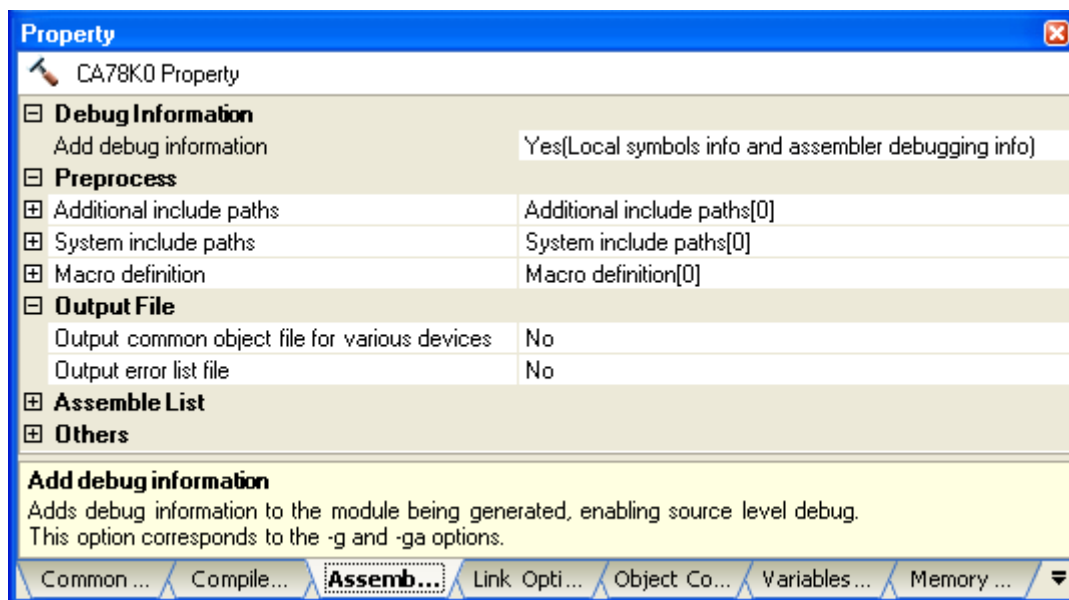 Property
CA78K0 Property
Debug Information
Add debug information Yes(Local symbols info and assembler debugging info)
Preprocess
Additional include paths Additional include paths[0]
System include paths System include paths[0]
Macro definition Macro definition[0]
Output File
Output common object file for various devices No
Output error list file No
Assemble List
Others
Add debug information
Adds debug information to the module being generated, enabling source level debug.
This option corresponds to the -g and -ga options.
Common ... Compile... Assemb... Link Opti... Object Co... Variables... Memory ...